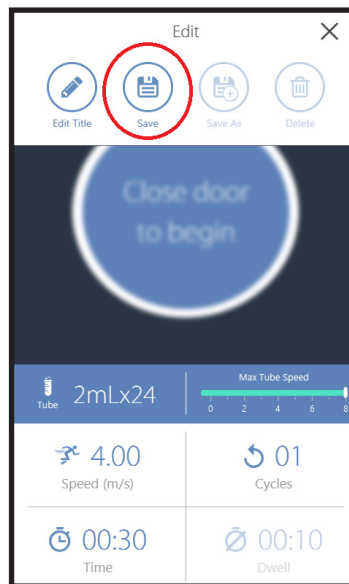 Edit
Edit Title
Save
Save As
Delete
Close door
to begin
Tube
2mLx24
Max Tube Speed
0 2 4 6 8
4.00
Speed (m/s)
01
Cycles
00:30
Time
00:10
Dwell